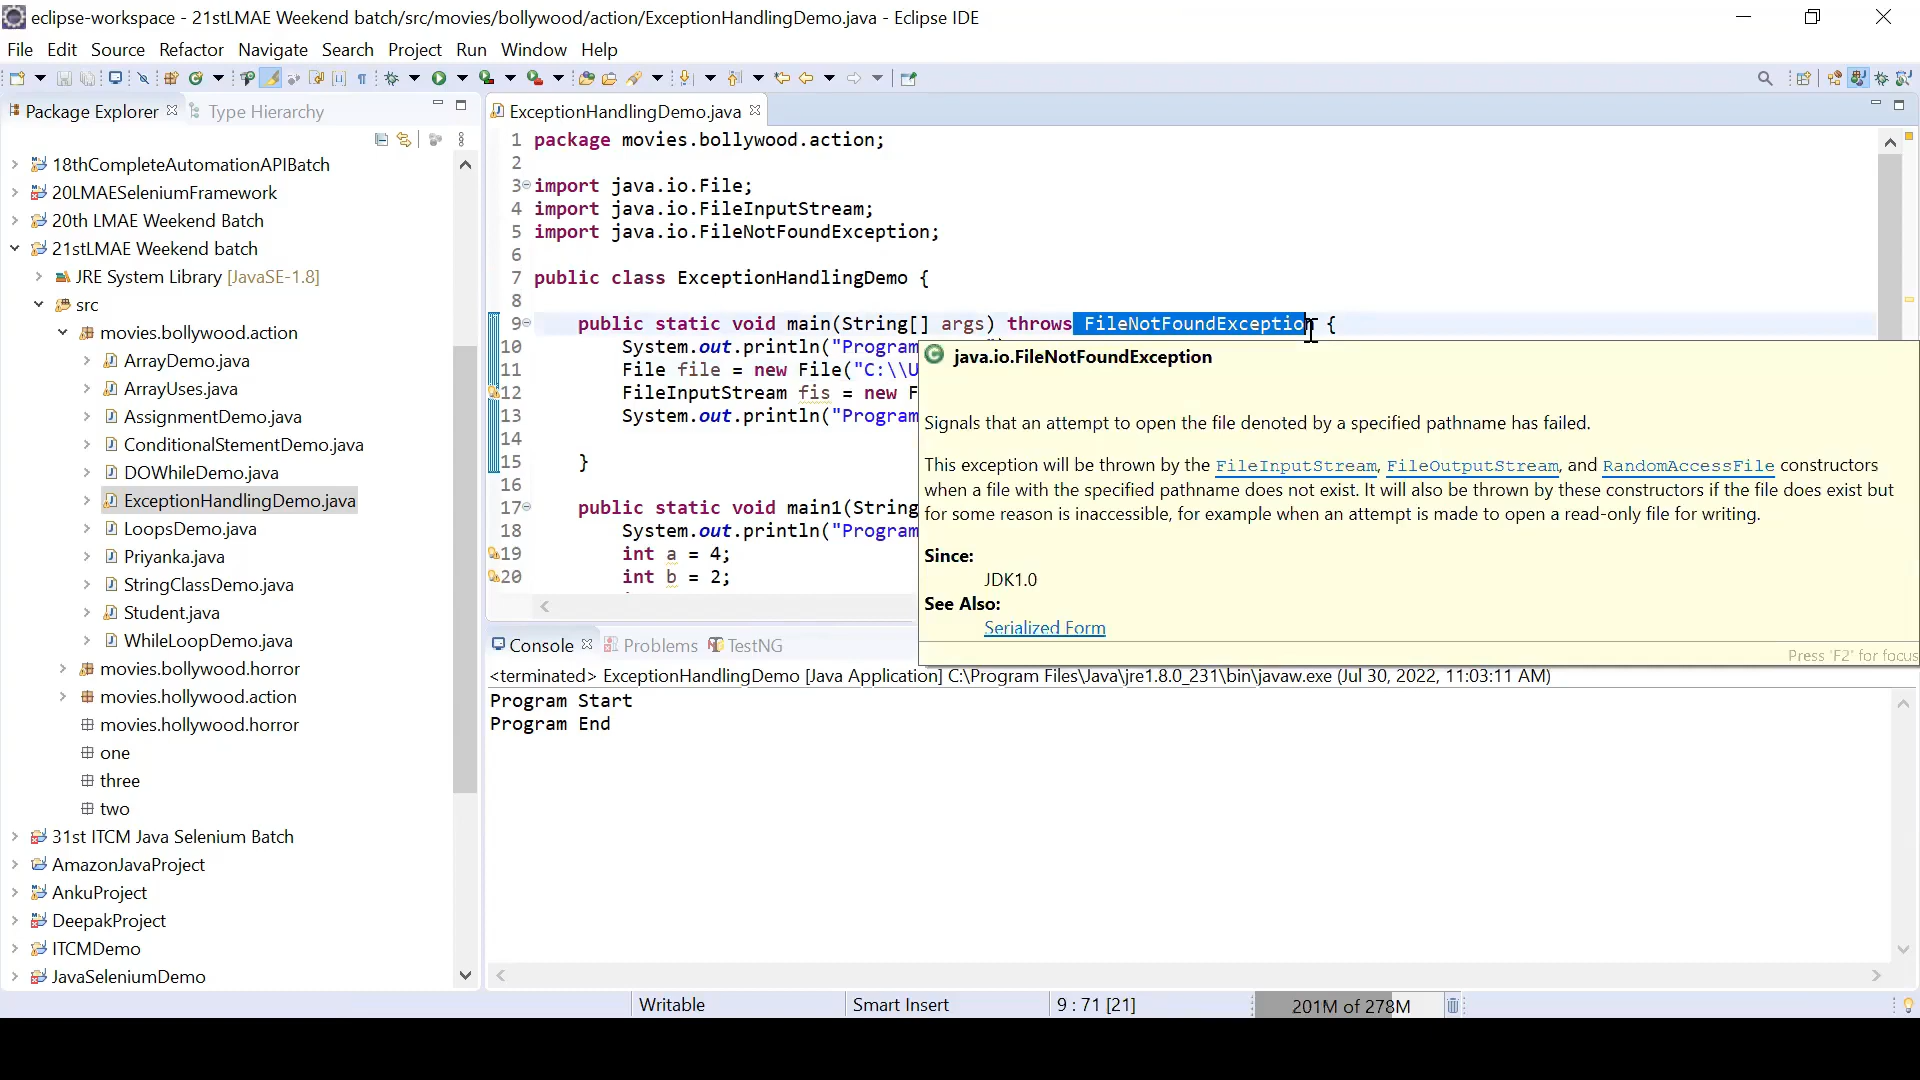 eclipse-workspace - 21stLMAE Weekend batch/src/movies/bollywood/action/ExceptionHandlingDemo.java - Eclipse IDE
File Edit Source Refactor Navigate Search Project Run Window Help
Package Explorer Type Hierarchy
18thCompleteAutomationAPIBatch
20LMAESeleniumFramework
20th LMAE Weekend Batch
21stLMAE Weekend batch
JRE System Library [JavaSE-1.8]
src
movies.bollywood.action
ArrayDemo.java
ArrayUses.java
AssignmentDemo.java
ConditionalStementDemo.java
DOWhileDemo.java
ExceptionHandlingDemo.java
LoopsDemo.java
Priyanka.java
StringClassDemo.java
Student.java
WhileLoopDemo.java
movies.bollywood.horror
movies.hollywood.action
movies.hollywood.horror
one
three
two
31st ITCM Java Selenium Batch
AmazonJavaProject
AnkuProject
DeepakProject
ITCMDemo
JavaSeleniumDemo
ExceptionHandlingDemo.java
1 package movies.bollywood.action;
2
3 import java.io.File;
4 import java.io.FileInputStream;
5 import java.io.FileNotFoundException;
6
7 public class ExceptionHandlingDemo {
8
9 public static void main(String[] args) throws FileNotFoundException {
10 System.out.println("Program
11 File file = new File("C:\\U
12 FileInputStream fis = new F
13 System.out.println("Program
14
15 }
16
17 public static void main1(String
18 System.out.println("Program
19 int a = 4;
20 int b = 2;
java.io.FileNotFoundException
Signals that an attempt to open the file denoted by a specified pathname has failed.
This exception will be thrown by the FileInputStream, FileOutputStream, and RandomAccessFile constructors
when a file with the specified pathname does not exist. It will also be thrown by these constructors if the file does exist but
for some reason is inaccessible, for example when an attempt is made to open a read-only file for writing.
Since:
JDK1.0
See Also:
Serialized Form
Press 'F2' for focus
Console Problems TestNG
<terminated> ExceptionHandlingDemo [Java Application] C:\Program Files\Java\jre1.8.0_231\bin\javaw.exe (Jul 30, 2022, 11:03:11 AM)
Program Start
Program End
Writable Smart Insert 9 : 71 [21] 201M of 278M